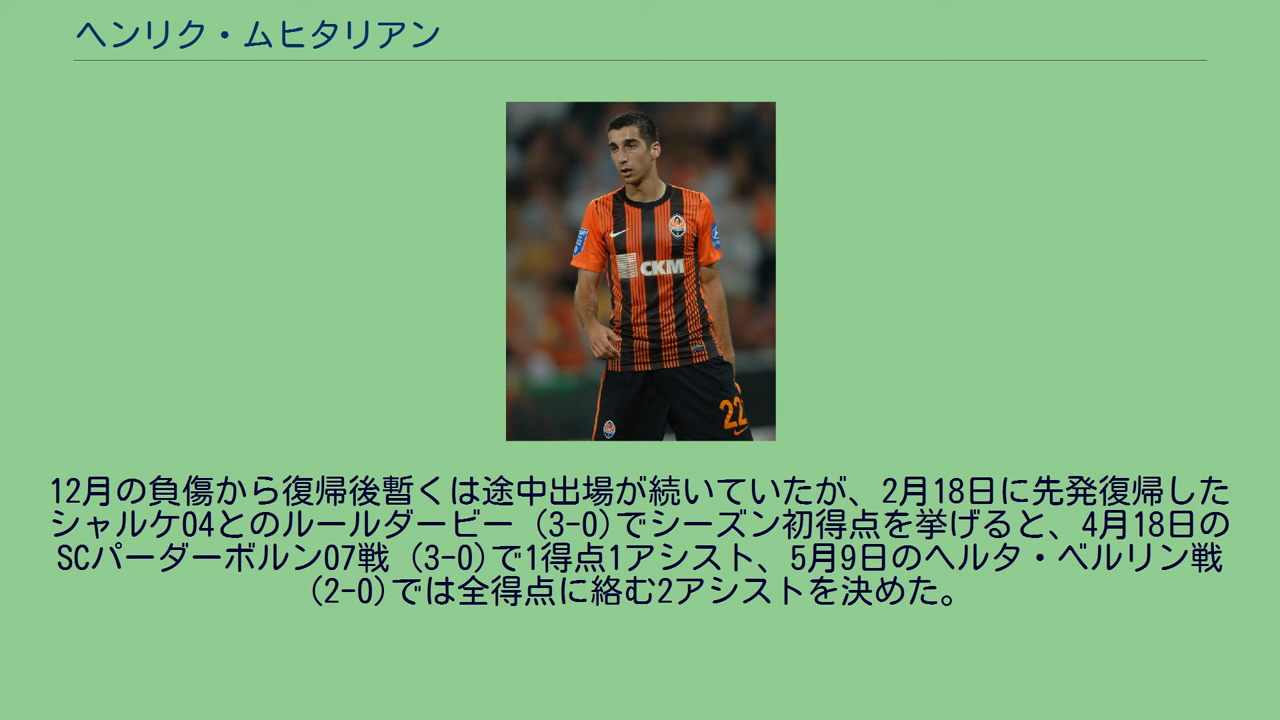 ヘンリク・ムヒタリアン
CKM
22
12月の負傷から復帰後暫くは途中出場が続いていたが、2月18日に先発復帰した
シャルケ04とのルールダービー (3-0)でシーズン初得点を挙げると、4月18日の
SCパーダーボルン07戦 (3-0)で1得点1アシスト、5月9日のヘルタ・ベルリン戦
(2-0)では全得点に絡む2アシストを決めた。